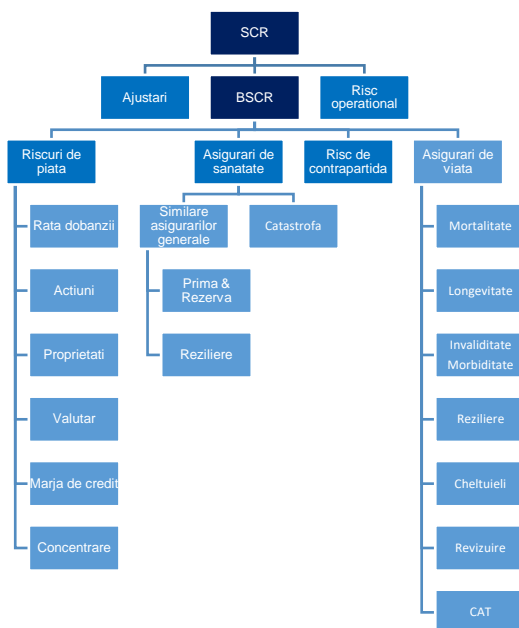 SCR
Ajustari
BSCR
Risc
operational
Riscuri de
piata
Asigurari de
sanatate
Risc de
contrapartida
Asigurari de
viata
Rata dobanzii
Actiuni
Proprietati
Valutar
Marja de credit
Concentrare
Similare
asigurarilor
generale
Catastrofa
Prima &
Rezerva
Reziliere
Mortalitate
Longevitate
Invaliditate
Morbiditate
Reziliere
Cheltuieli
Revizuire
CAT